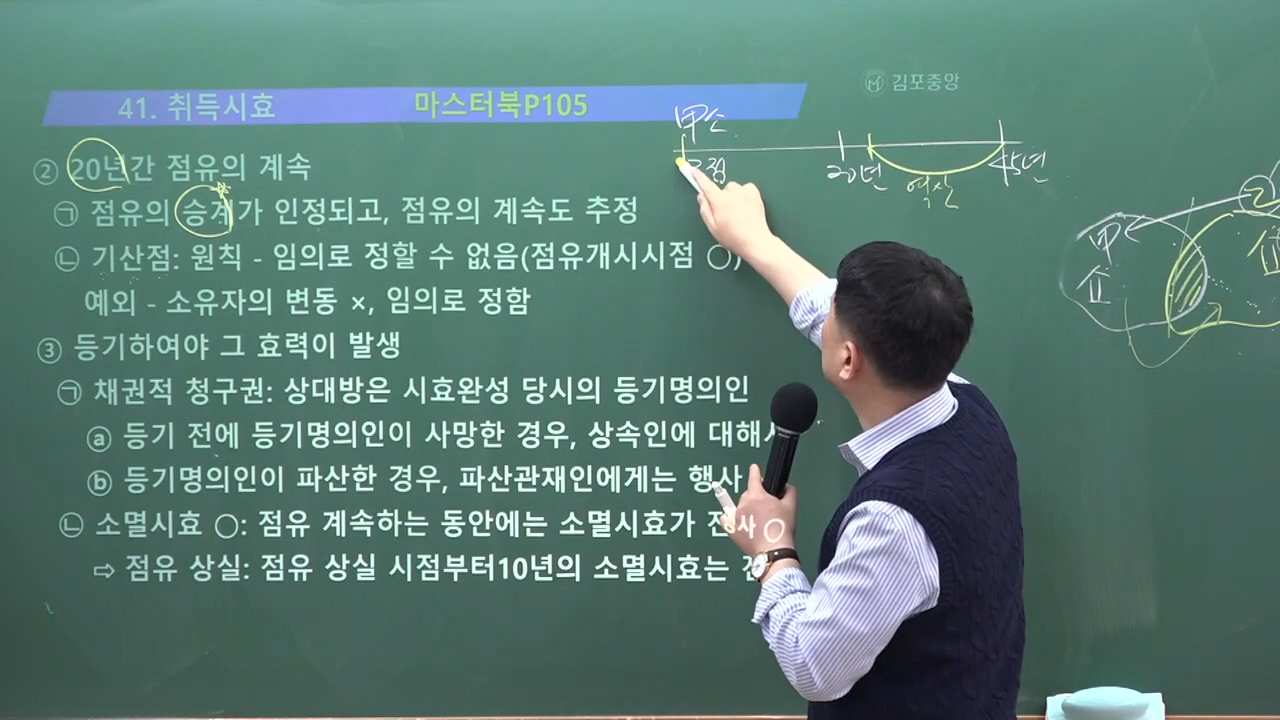 김포중앙
41. 취득시효 마스터북P105
② 20년간 점유의 계속
㉠ 점유의 승계가 인정되고, 점유의 계속도 추정
㉡ 기산점: 원칙 - 임의로 정할 수 없음(점유개시시점 ○)
예외 - 소유자의 변동 ×, 임의로 정함
③ 등기하여야 그 효력이 발생
㉠ 채권적 청구권: 상대방은 시효완성 당시의 등기명의인
ⓐ 등기 전에 등기명의인이 사망한 경우, 상속인에 대해
ⓑ 등기명의인이 파산한 경우, 파산관재인에게는 행사
㉡ 소멸시효 ○: 점유 계속하는 동안에는 소멸시효가 ○
⇨ 점유 상실: 점유 상실 시점부터10년의 소멸시효는
甲소
점 20년 역산 45년
甲 乙